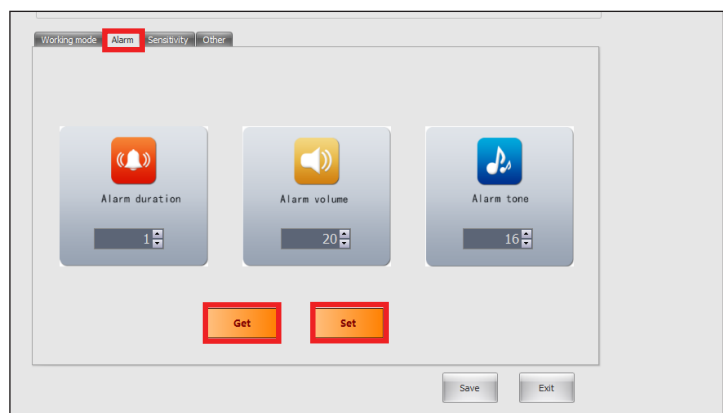 Working mode Alarm Sensitivity Other
Alarm duration Alarm volume Alarm tone
1 20 16
Get Set
Save Exit